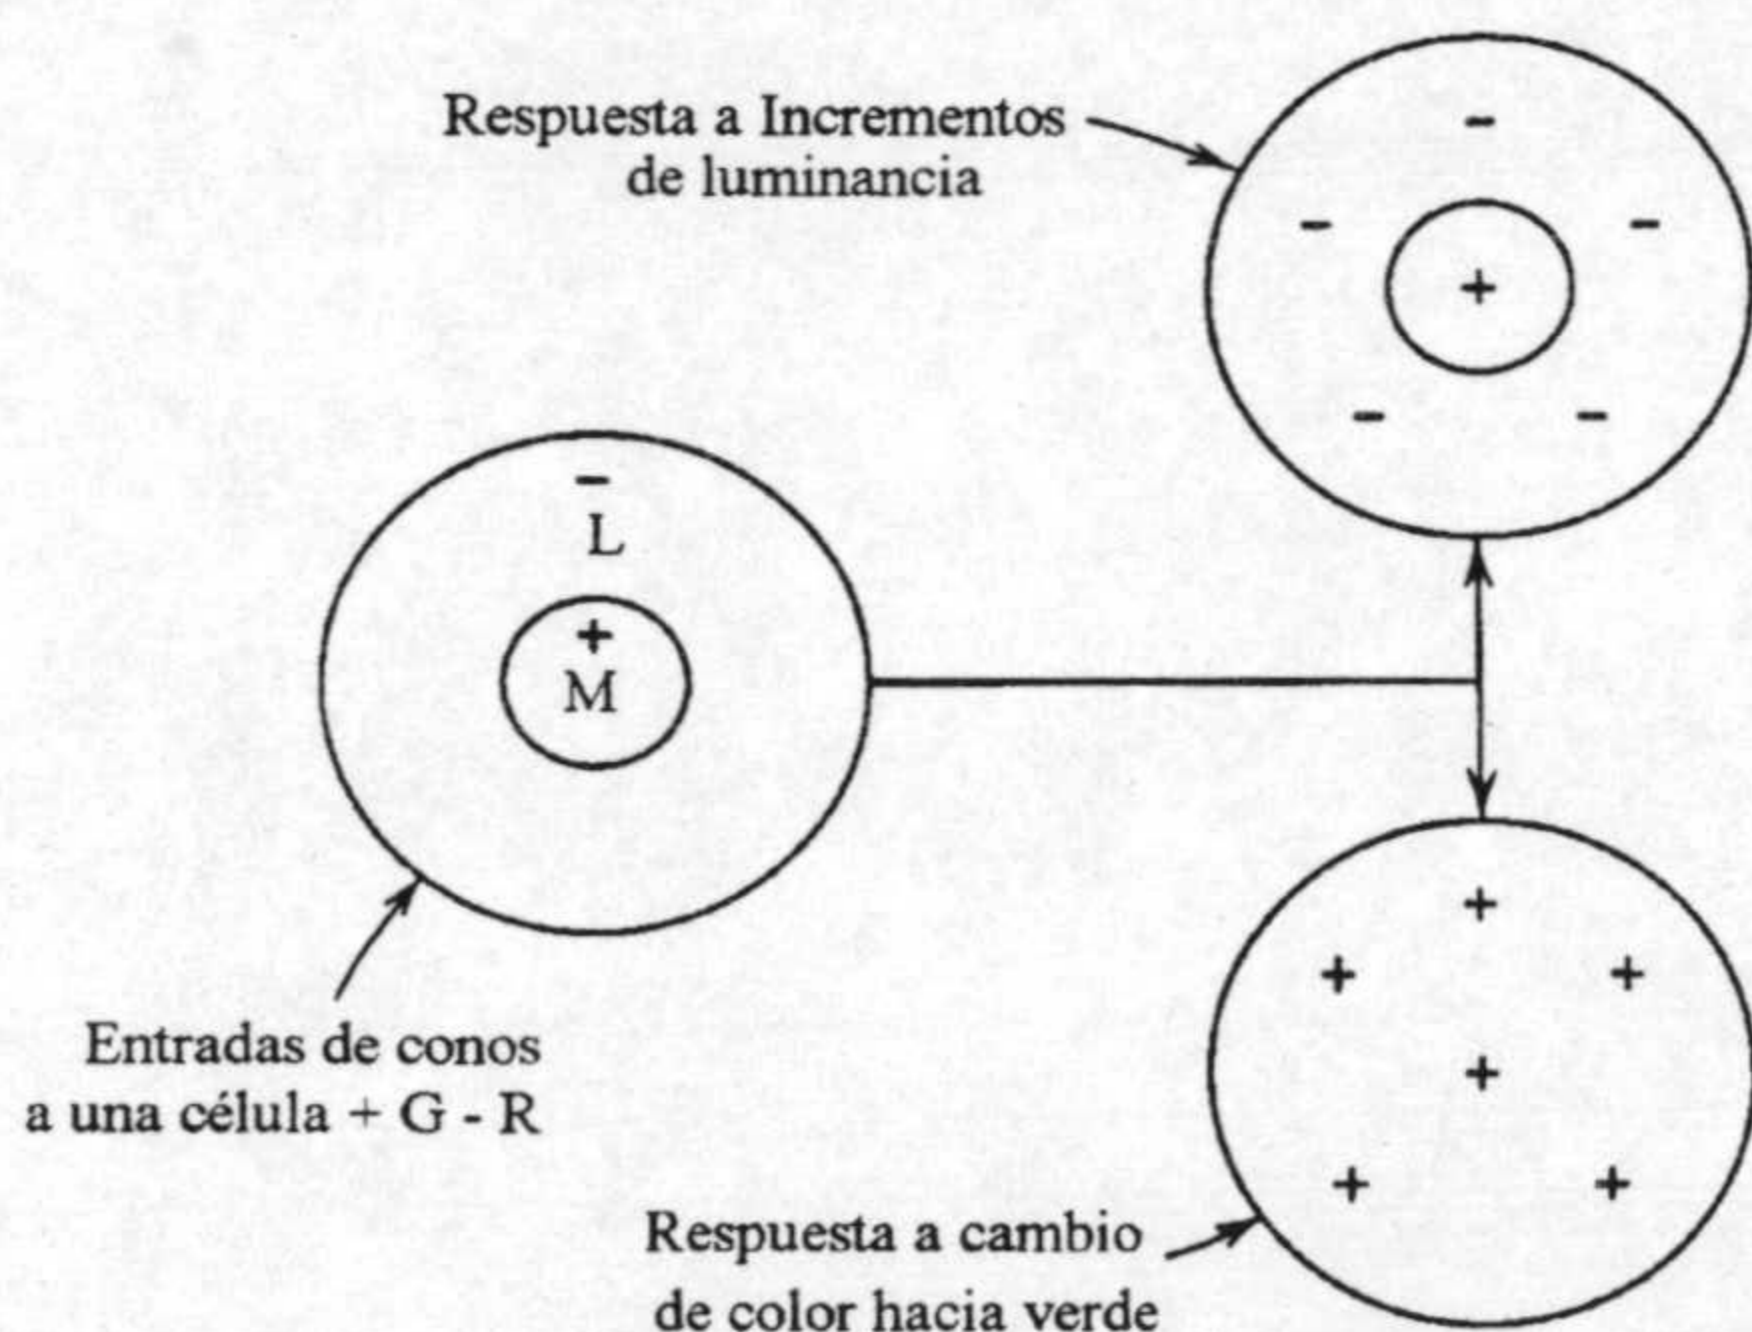 Respuesta a Incrementos
de luminancia
-
- -
+
- -
-
L
+
M
Entradas de conos
a una célula + G - R
+
+ +
+
+ +
Respuesta a cambio
de color hacia verde